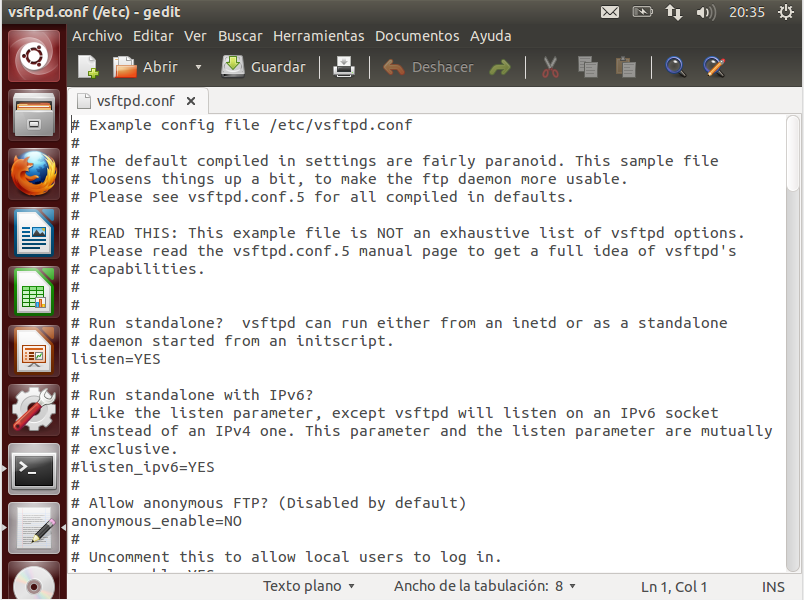 vsftpd.conf (/etc) - gedit
20:35
Archivo Editar Ver Buscar Herramientas Documentos Ayuda
Abrir Guardar Deshacer
vsftpd.conf
# Example config file /etc/vsftpd.conf
#
# The default compiled in settings are fairly paranoid. This sample file
# loosens things up a bit, to make the ftp daemon more usable.
# Please see vsftpd.conf.5 for all compiled in defaults.
#
# READ THIS: This example file is NOT an exhaustive list of vsftpd options.
# Please read the vsftpd.conf.5 manual page to get a full idea of vsftpd's
# capabilities.
#
#
# Run standalone?  vsftpd can run either from an inetd or as a standalone
# daemon started from an initscript.
listen=YES
#
# Run standalone with IPv6?
# Like the listen parameter, except vsftpd will listen on an IPv6 socket
# instead of an IPv4 one. This parameter and the listen parameter are mutually
# exclusive.
#listen_ipv6=YES
#
# Allow anonymous FTP? (Disabled by default)
anonymous_enable=NO
#
# Uncomment this to allow local users to log in.
Texto plano Ancho de la tabulación: 8 Ln 1, Col 1 INS